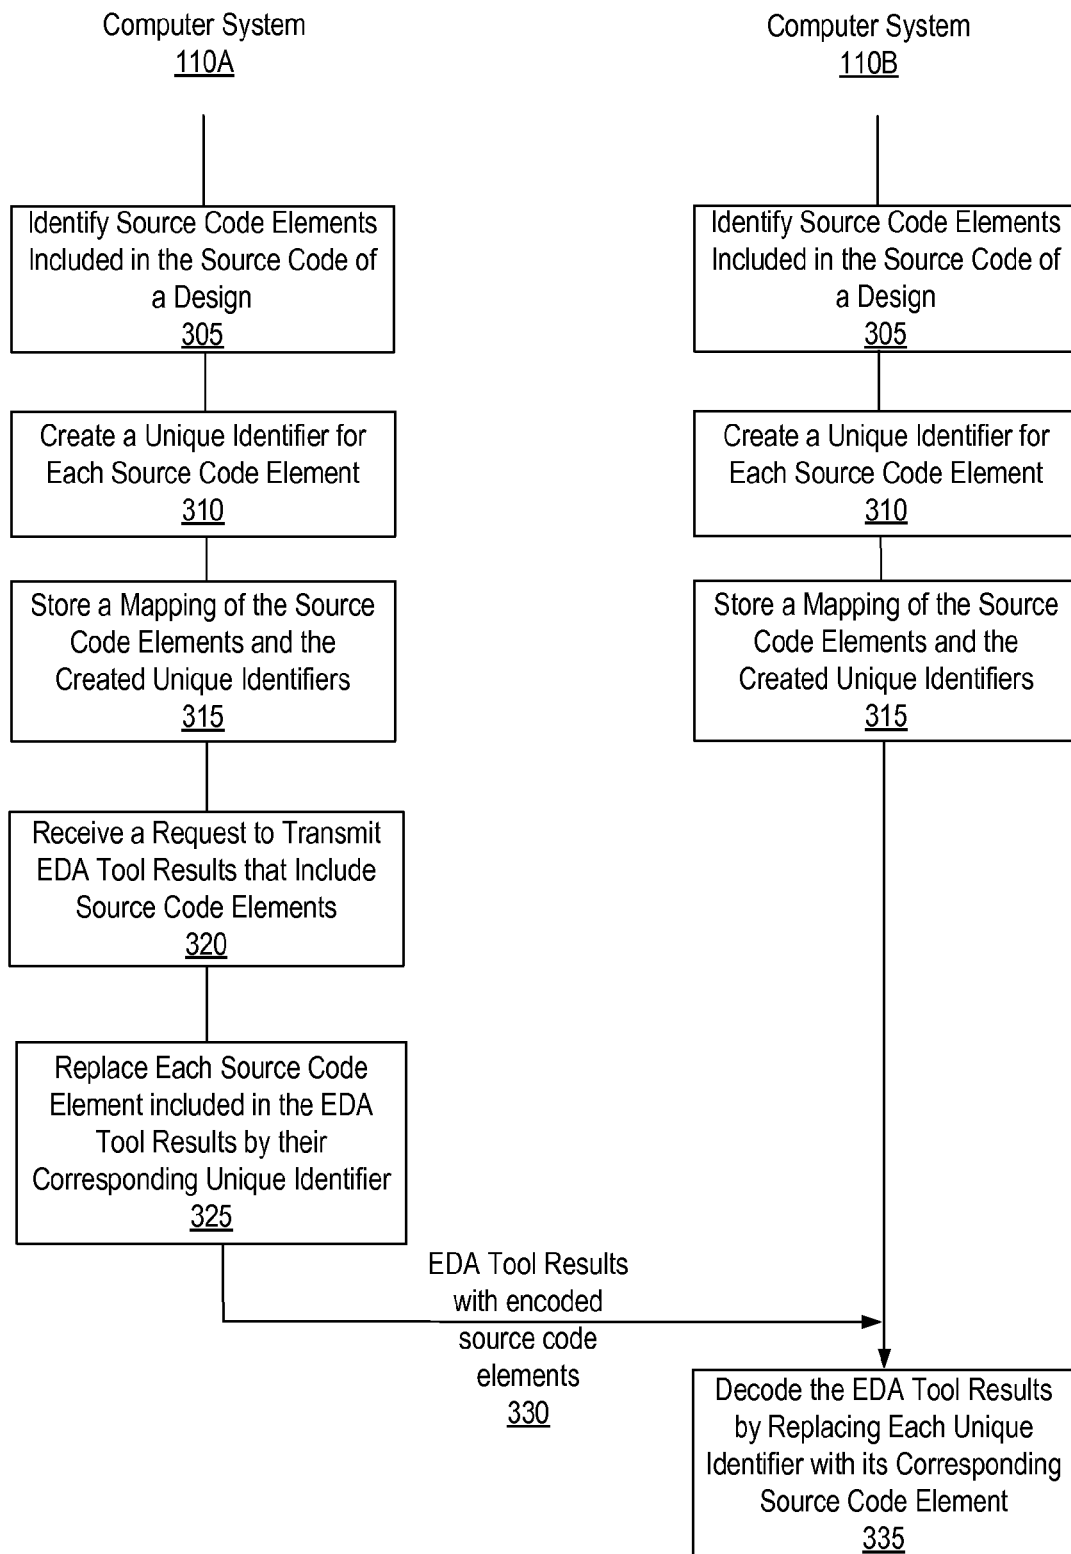 Computer System
110A
Identify Source Code Elements
Included in the Source Code of
a Design
305
Create a Unique Identifier for
Each Source Code Element
310
Store a Mapping of the Source
Code Elements and the
Created Unique Identifiers
315
Receive a Request to Transmit
EDA Tool Results that Include
Source Code Elements
320
Replace Each Source Code
Element included in the EDA
Tool Results by their
Corresponding Unique Identifier
325
EDA Tool Results
with encoded
source code
elements
330
Computer System
110B
Identify Source Code Elements
Included in the Source Code of
a Design
305
Create a Unique Identifier for
Each Source Code Element
310
Store a Mapping of the Source
Code Elements and the
Created Unique Identifiers
315
Decode the EDA Tool Results
by Replacing Each Unique
Identifier with its Corresponding
Source Code Element
335